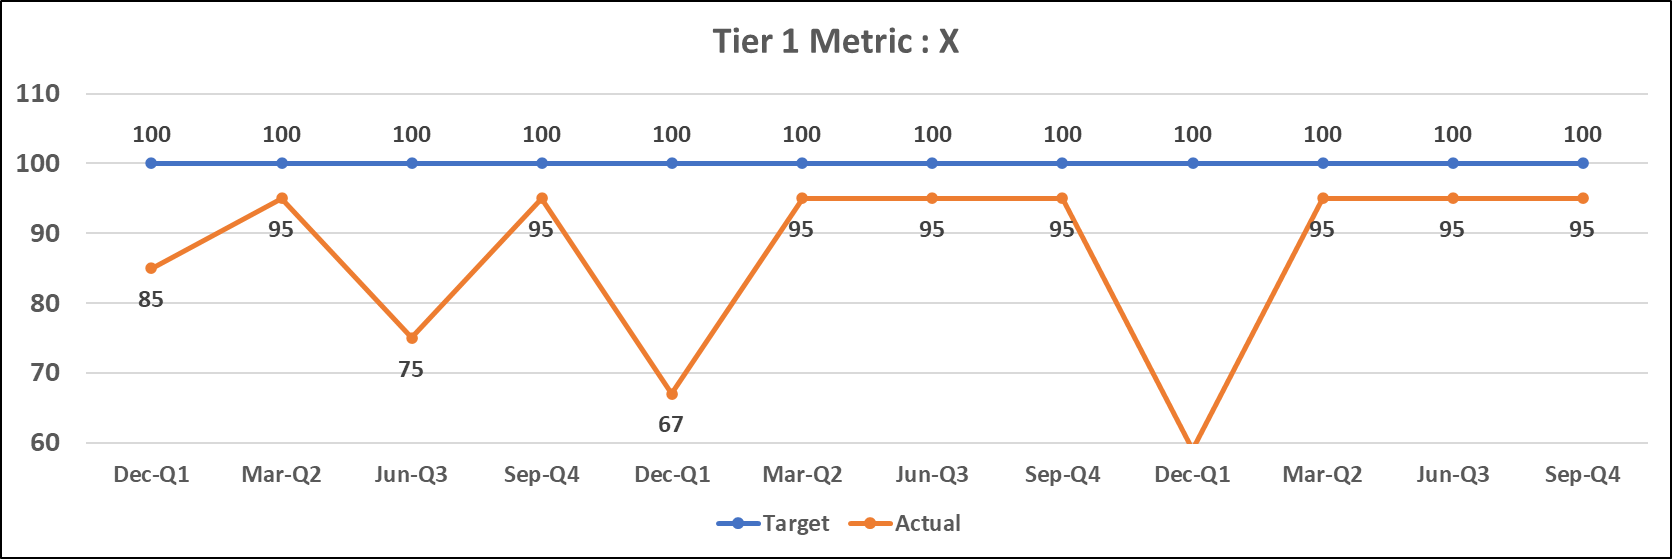 Tier 1 Metric : X
110
100 100 100 100 100 100 100 100 100 100 100 100
100
95 95 95 95 95 95 95 95
90
85
80
75
70
67
60
Dec-Q1 Mar-Q2 Jun-Q3 Sep-Q4 Dec-Q1 Mar-Q2 Jun-Q3 Sep-Q4 Dec-Q1 Mar-Q2 Jun-Q3 Sep-Q4
Target Actual